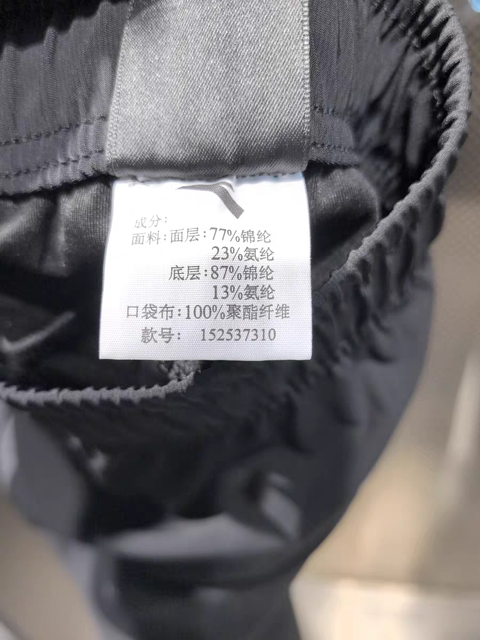 成分:
面料:面层:77%锦纶
23%氨纶
底层:87%锦纶
13%氨纶
口袋布:100%聚酯纤维
款号: 152537310